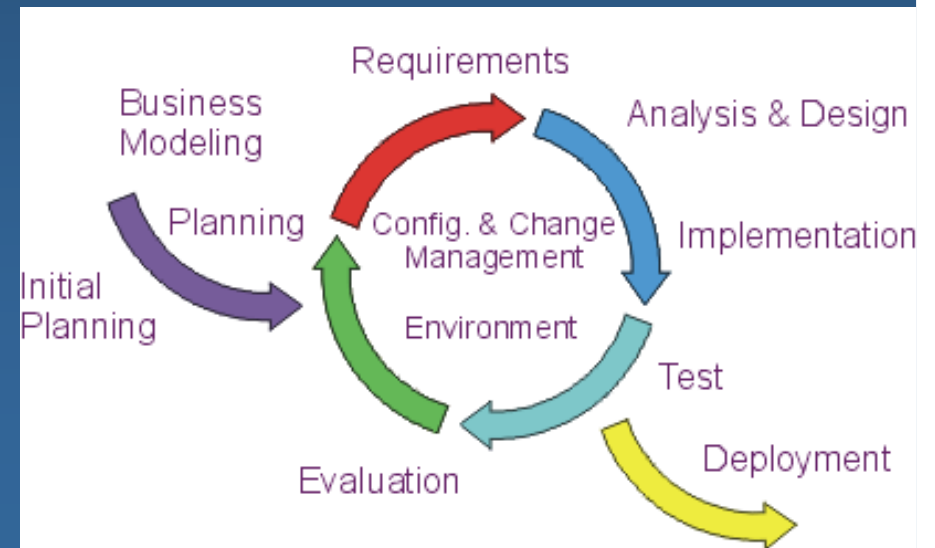 Requirements
Business
Modeling
Analysis & Design
Planning
Config. & Change
Management
Implementation
Initial
Planning
Environment
Test
Evaluation
Deployment